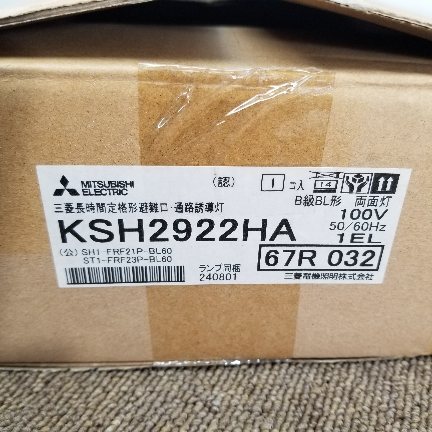 MITSUBISHI
ELECTRIC
(認)
1 コ入
14
B級BL形 両面灯
三菱長時間定格形避難口・通路誘導灯
100V
KSH2922HA
50/60Hz
1EL
(公) SH1-FRF21P-BL60
ST1-FRF23P-BL60
67R 032
ランプ同梱
240801
三菱電機照明株式会社